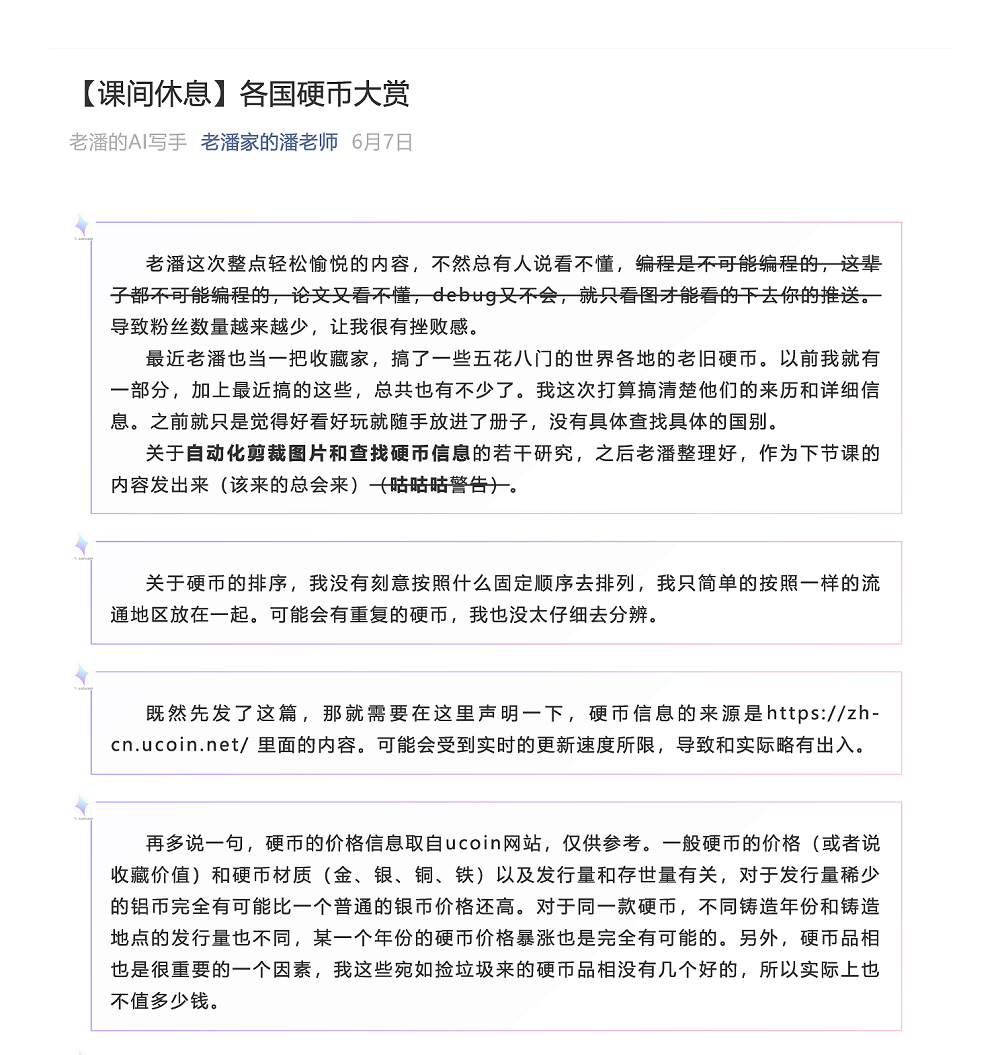 【课间休息】各国硬币大赏
老潘的AI写手 老潘家的潘老师 6月7日
老潘这次整点轻松愉悦的内容，不然总有人说看不懂，编程是不可能编程的，这辈
子都不可能编程的，论文又看不懂，debug又不会，就只看图才能看的下去你的推送。
导致粉丝数量越来越少，让我很有挫败感。
最近老潘也当一把收藏家，搞了一些五花八门的世界各地的老旧硬币。以前我就有
一部分，加上最近搞的这些，总共也有不少了。我这次打算搞清楚他们的来历和详细信
息。之前就只是觉得好看好玩就随手放进了册子，没有具体查找具体的国别。
关于自动化剪裁图片和查找硬币信息的若干研究，之后老潘整理好，作为下节课的
内容发出来（该来的总会来）（咕咕咕警告）。
关于硬币的排序，我没有刻意按照什么固定顺序去排列，我只简单的按照一样的流
通地区放在一起。可能会有重复的硬币，我也没太仔细去分辨。
既然先发了这篇，那就需要在这里声明一下，硬币信息的来源是https://zh-
cn.ucoin.net/ 里面的内容。可能会受到实时的更新速度所限，导致和实际略有出入。
再多说一句，硬币的价格信息取自ucoin网站，仅供参考。一般硬币的价格（或者说
收藏价值）和硬币材质（金、银、铜、铁）以及发行量和存世量有关，对于发行量稀少
的铝币完全有可能比一个普通的银币价格还高。对于同一款硬币，不同铸造年份和铸造
地点的发行量也不同，某一个年份的硬币价格暴涨也是完全有可能的。另外，硬币品相
也是很重要的一个因素，我这些宛如捡垃圾来的硬币品相没有几个好的，所以实际上也
不值多少钱。